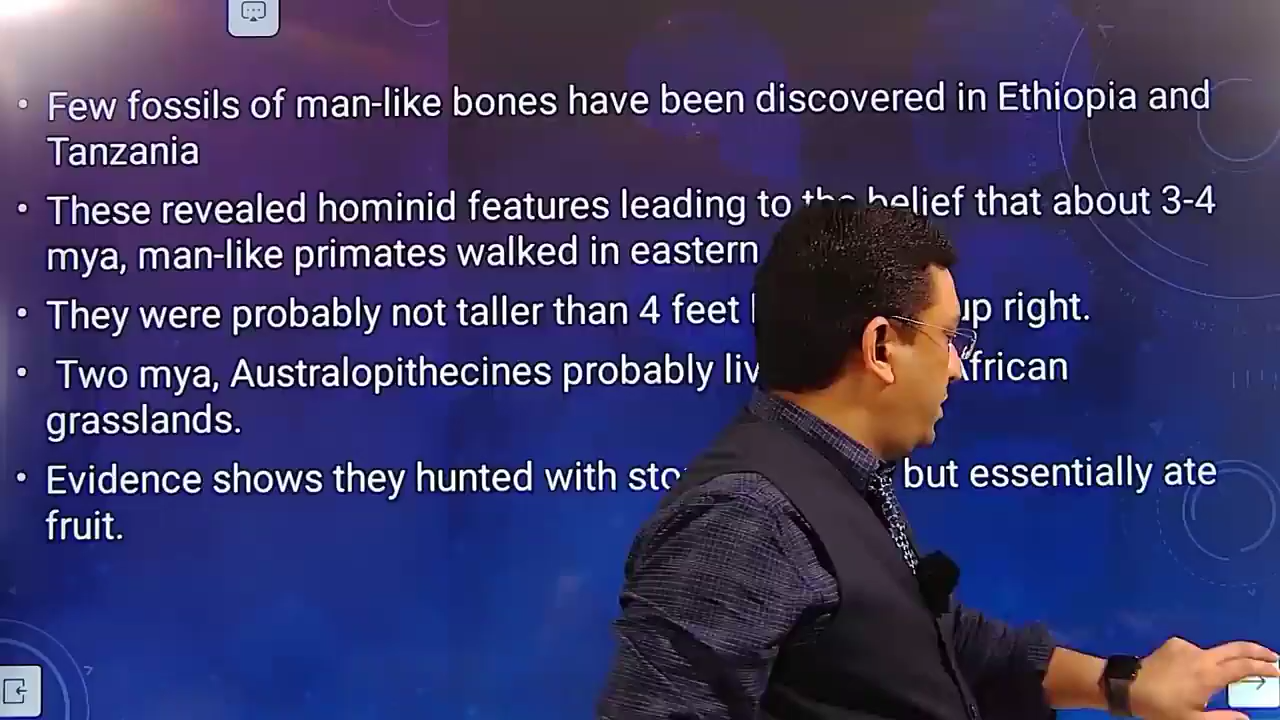 • Few fossils of man-like bones have been discovered in Ethiopia and
Tanzania
• These revealed hominid features leading to the belief that about 3-4
mya, man-like primates walked in eastern
• They were probably not taller than 4 feet up right.
• Two mya, Australopithecines probably African
grasslands.
• Evidence shows they hunted with but essentially ate
fruit.